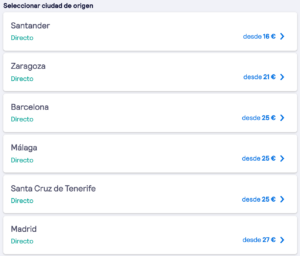 Seleccionar ciudad de origen
Santander
Directo
desde 16 €
Zaragoza
Directo
desde 21 €
Barcelona
Directo
desde 25 €
Málaga
Directo
desde 25 €
Santa Cruz de Tenerife
Directo
desde 25 €
Madrid
Directo
desde 27 €